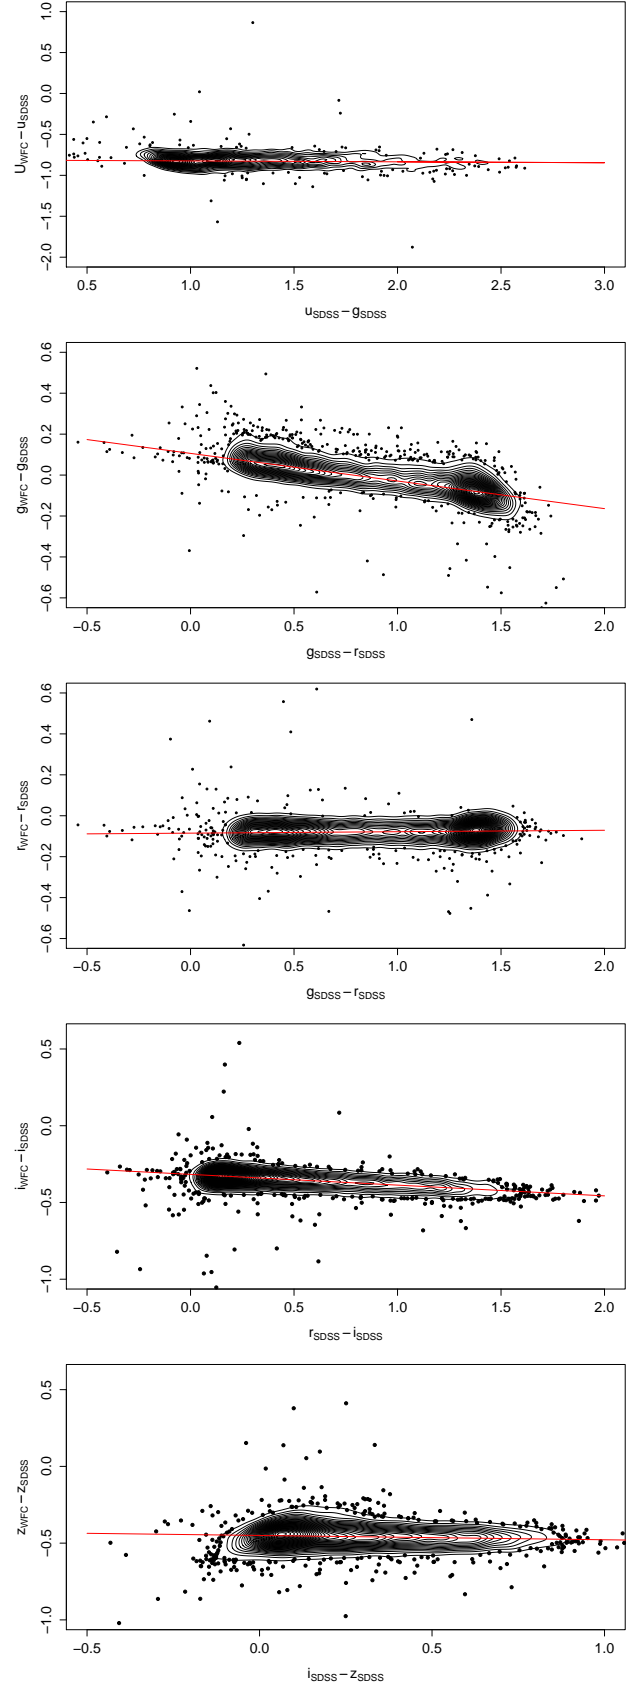 1.0
0.5
0.0
−0.5
−1.0
−1.5
−2.0
U_WFC − u_SDSS
0.5 1.0 1.5 2.0 2.5 3.0
u_SDSS − g_SDSS
0.6
0.4
0.2
0.0
−0.2
−0.4
−0.6
g_WFC − g_SDSS
−0.5 0.0 0.5 1.0 1.5 2.0
g_SDSS − r_SDSS
0.6
0.4
0.2
0.0
−0.2
−0.4
−0.6
r_WFC − r_SDSS
−0.5 0.0 0.5 1.0 1.5 2.0
g_SDSS − r_SDSS
0.5
0.0
−0.5
−1.0
i_WFC − i_SDSS
−0.5 0.0 0.5 1.0 1.5 2.0
r_SDSS − i_SDSS
0.5
0.0
−0.5
−1.0
z_WFC − z_SDSS
−0.5 0.0 0.5 1.0
i_SDSS − z_SDSS